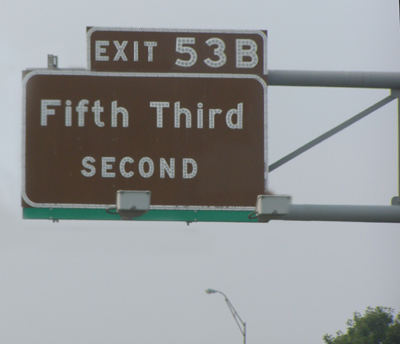 EXIT 53B
Fifth Third
SECOND